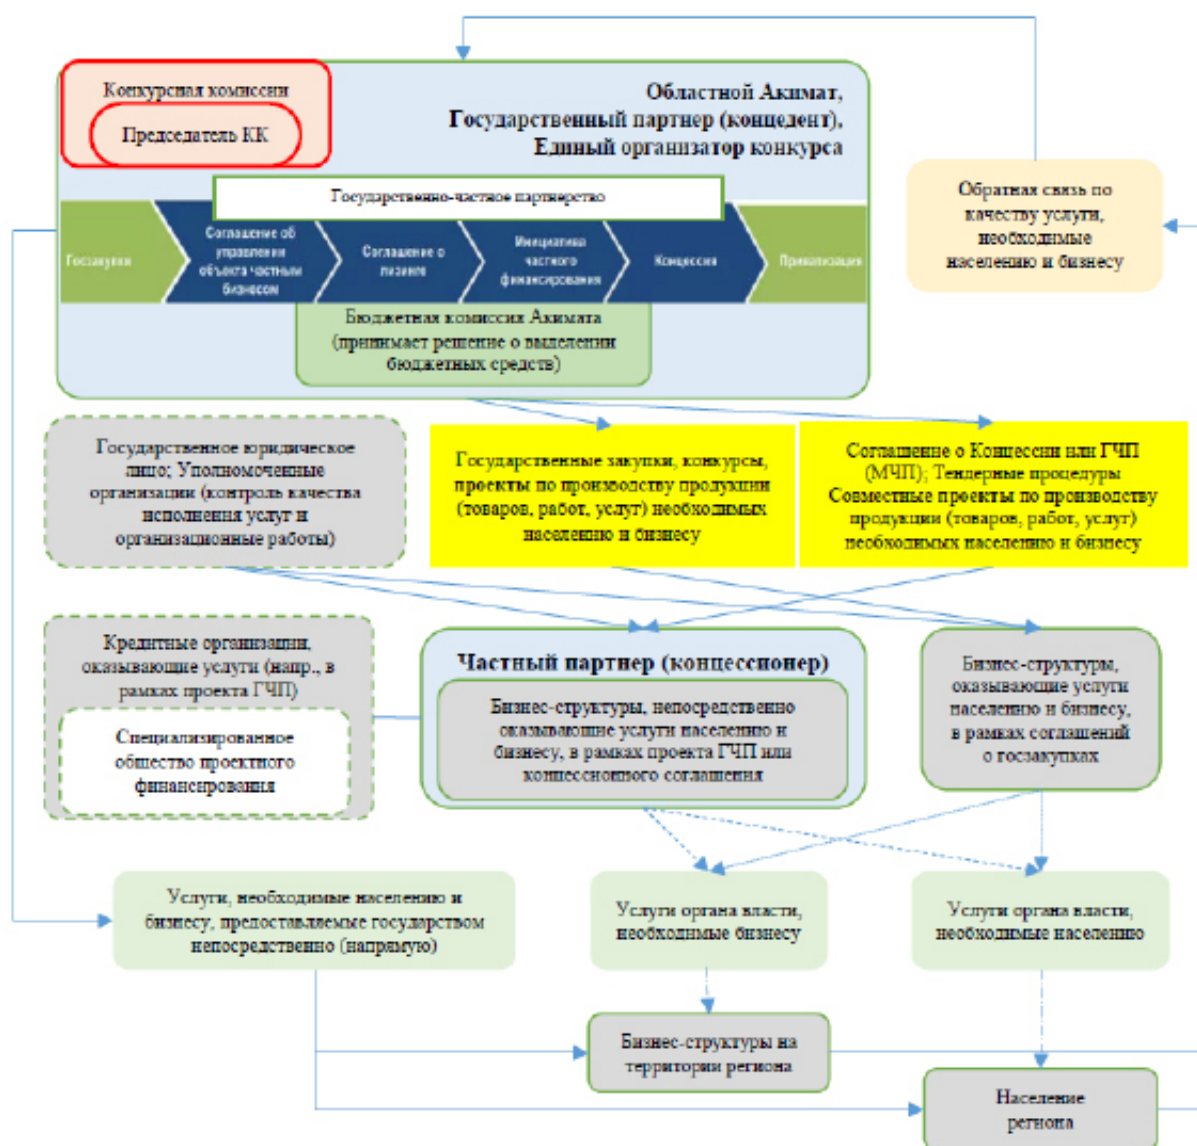 Конкурсная комиссии
Председатель КК
Областной Акимат,
Государственный партнер (концедент),
Единый организатор конкурса
Государственно-частное партнерство
Госзакупки
Соглашение об
управлении
объекта частным
бизнесом
Соглашение о
лизинге
Инициатива
частного
финансирования
Концессия
Приватизация
Бюджетная комиссия Акимата
(принимает решение о выделении
бюджетных средств)
Обратная связь по
качеству услуги,
необходимые
населению и бизнесу
Государственное юридическое
лицо; Уполномоченные
организации (контроль качества
исполнения услуг и
организационные работы)
Государственные закупки, конкурсы,
проекты по производству продукции
(товаров, работ, услуг) необходимых
населению и бизнесу
Соглашение о Концессии или ГЧП
(МЧП); Тендерные процедуры
Совместные проекты по производству
продукции (товаров, работ, услуг)
необходимых населению и бизнесу
Кредитные организации,
оказывающие услуги (напр., в
рамках проекта ГЧП)
Специализированное
общество проектного
финансирования
Частный партнер (концессионер)
Бизнес-структуры, непосредственно
оказывающие услуги населению и
бизнесу, в рамках проекта ГЧП или
концессионного соглашения
Бизнес-структуры,
оказывающие услуги
населению и бизнесу,
в рамках соглашений
о госзакупках
Услуги, необходимые населению и
бизнесу, предоставляемые государством
непосредственно (напрямую)
Услуги органа власти,
необходимые бизнесу
Услуги органа власти,
необходимые населению
Бизнес-структуры на
территории региона
Население
региона